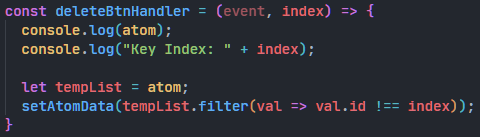 const deleteBtnHandler = (event, index) => {
  console.log(atom);
  console.log("Key Index: " + index);

  let tempList = atom;
  setAtomData(tempList.filter(val => val.id !== index));
}